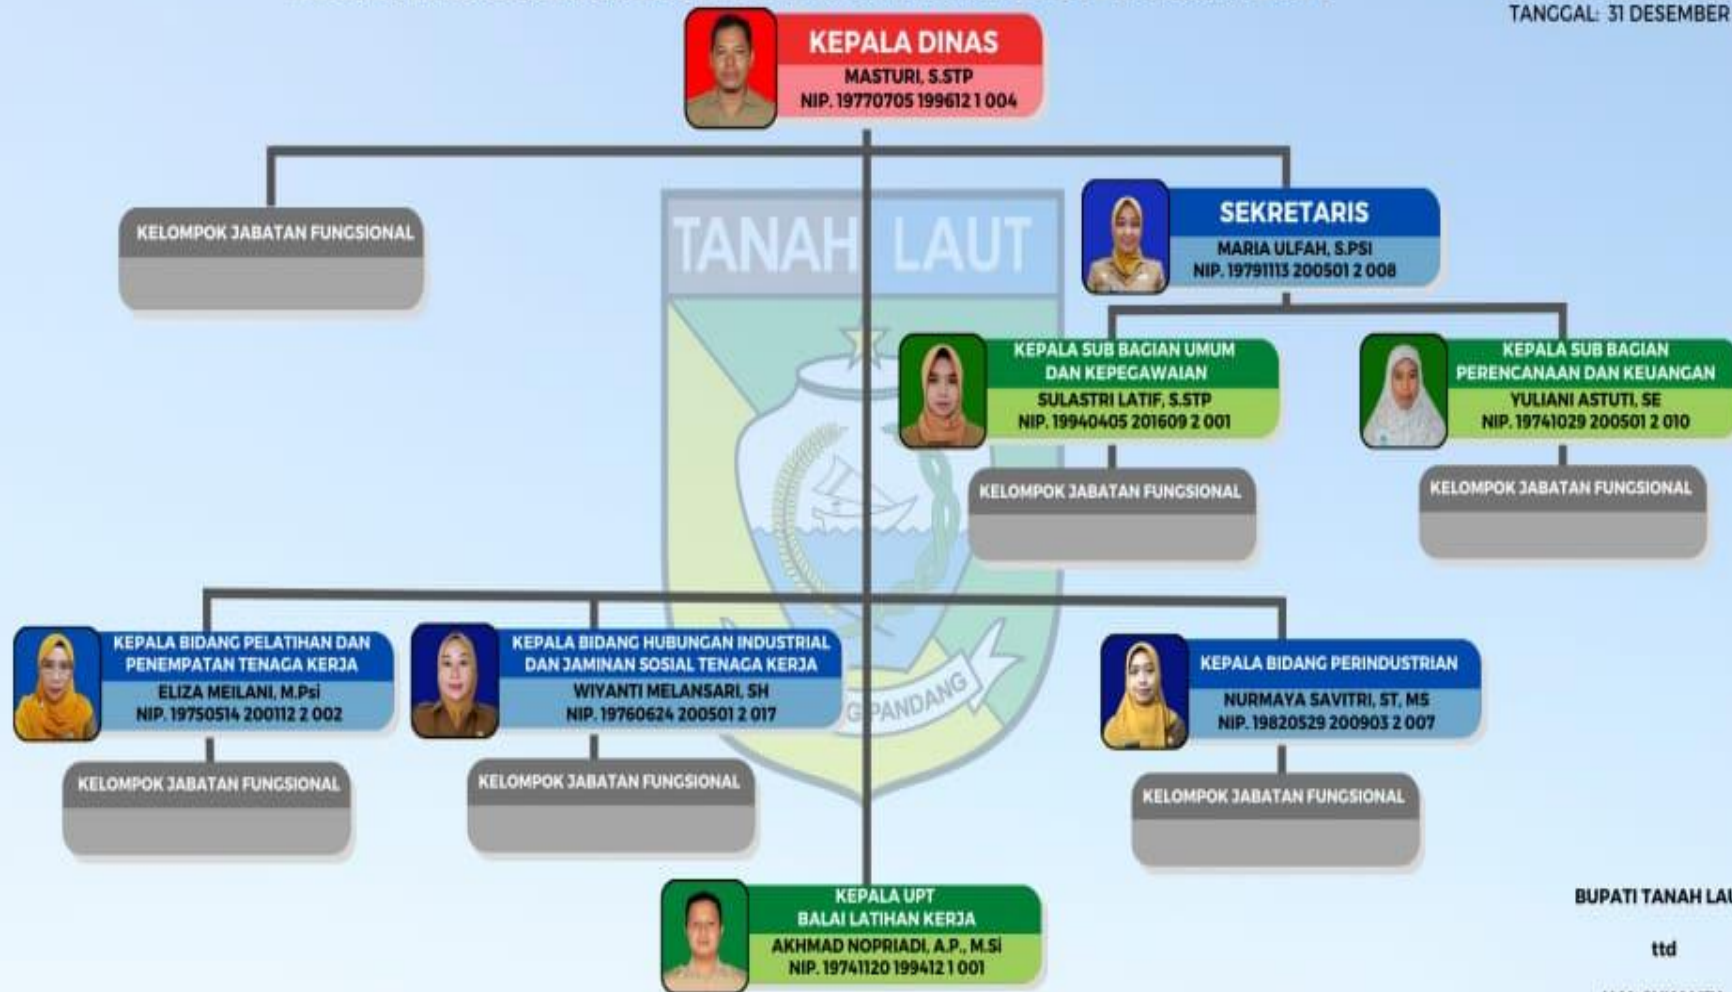 TANGGAL: 31 DESEMBER
KEPALA DINAS
MASTURI, S.STP
NIP. 19770705 199612 1 004
KELOMPOK JABATAN FUNGSIONAL
TANAH LAUT
SEKRETARIS
MARIA ULFAH, S.PSI
NIP. 19791113 200501 2 008
KEPALA SUB BAGIAN UMUM
DAN KEPEGAWAIAN
SULASTRI LATIF, S.STP
NIP. 19940405 201609 2 001
KEPALA SUB BAGIAN
PERENCANAAN DAN KEUANGAN
YULIANI ASTUTI, SE
NIP. 19741029 200501 2 010
KELOMPOK JABATAN FUNGSIONAL
KELOMPOK JABATAN FUNGSIONAL
KEPALA BIDANG PELATIHAN DAN
PENEMPATAN TENAGA KERJA
ELIZA MEILANI, M.Psi
NIP. 19750514 200112 2 002
KEPALA BIDANG HUBUNGAN INDUSTRIAL
DAN JAMINAN SOSIAL TENAGA KERJA
WIYANTI MELANSARI, SH
NIP. 19760624 200501 2 017
KEPALA BIDANG PERINDUSTRIAN
NURMAYA SAVITRI, ST, MS
NIP. 19820529 200903 2 007
G PANDANG
KELOMPOK JABATAN FUNGSIONAL
KELOMPOK JABATAN FUNGSIONAL
KELOMPOK JABATAN FUNGSIONAL
KEPALA UPT
BALAI LATIHAN KERJA
AKHMAD NOPRIADI, A.P., M.Si
NIP. 19741120 199412 1 001
BUPATI TANAH LAU
ttd